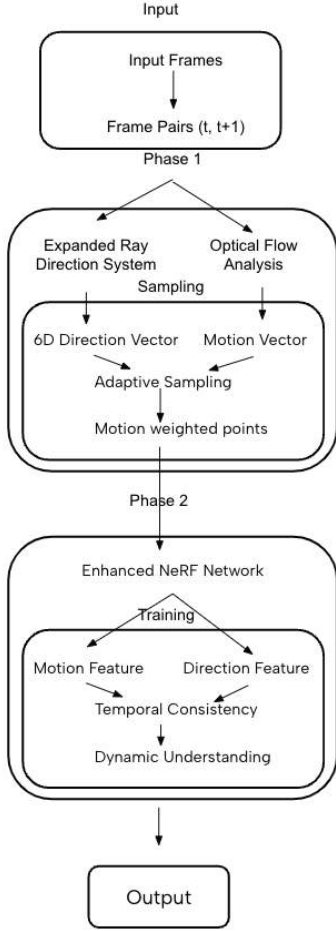 Input
Input Frames
Frame Pairs (t, t+1)
Phase 1
Expanded Ray
Direction System
Optical Flow
Analysis
Sampling
6D Direction Vector
Motion Vector
Adaptive Sampling
Motion weighted points
Phase 2
Enhanced NeRF Network
Training
Motion Feature
Direction Feature
Temporal Consistency
Dynamic Understanding
Output